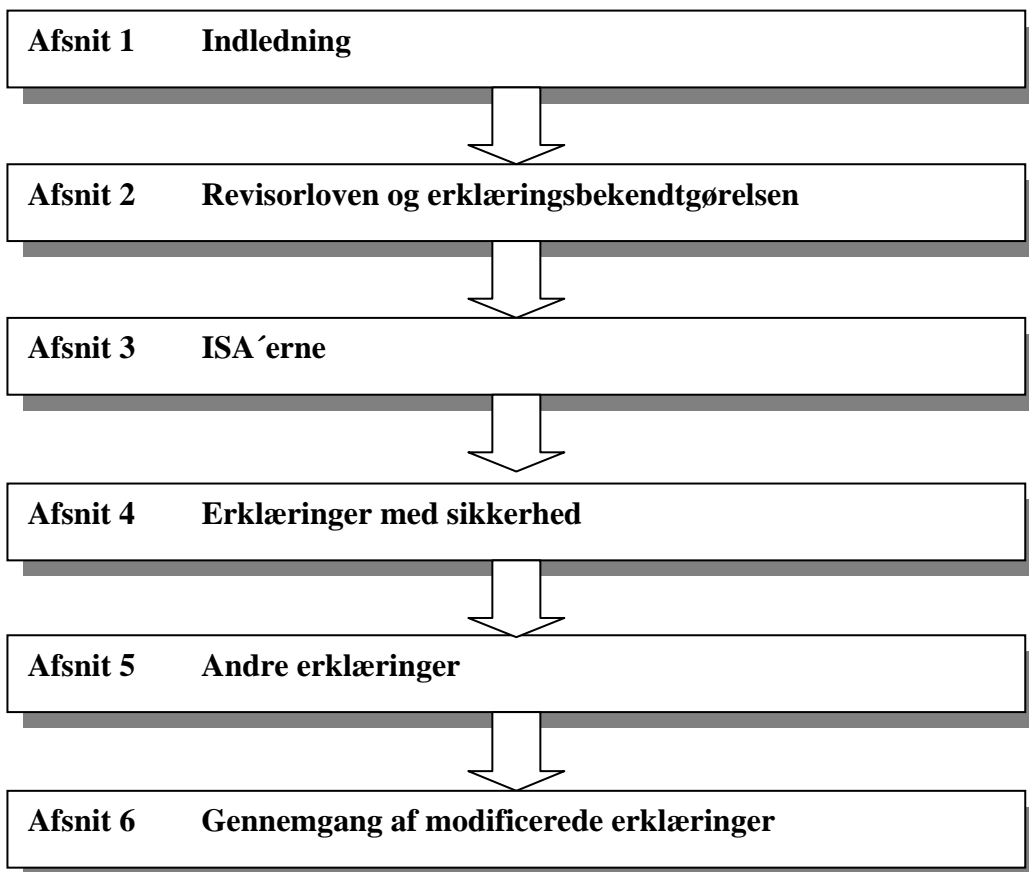 Afsnit 1 Indledning
Afsnit 2 Revisorloven og erklæringsbekendtgørelsen
Afsnit 3 ISA´erne
Afsnit 4 Erklæringer med sikkerhed
Afsnit 5 Andre erklæringer
Afsnit 6 Gennemgang af modificerede erklæringer